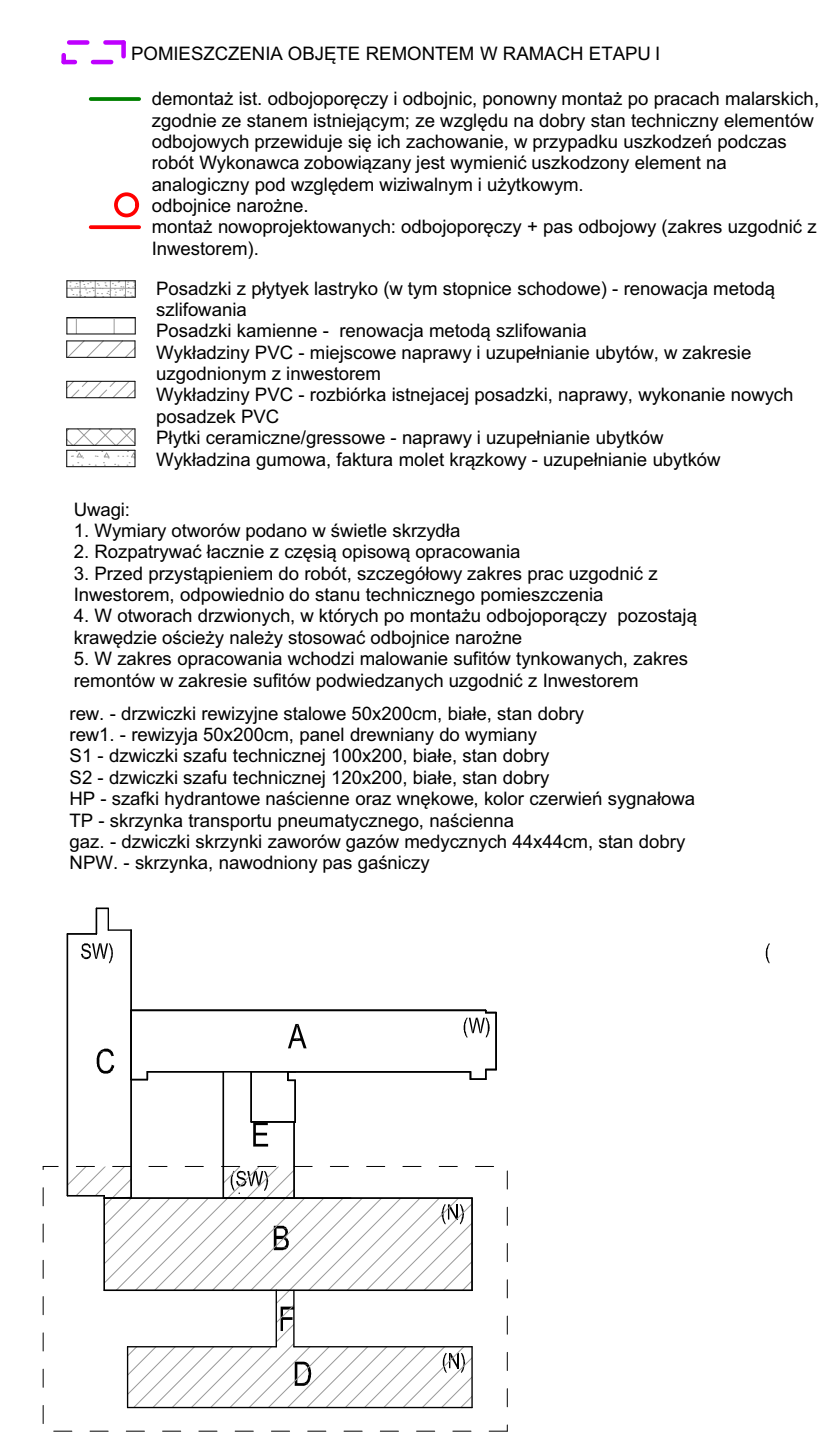 POMIESZCZENIA OBJĘTE REMONTEM W RAMACH ETAPU I
demontaż ist. odbojoporęczy i odbojnic, ponowny montaż po pracach malarskich,
zgodnie ze stanem istniejącym; ze względu na dobry stan techniczny elementów
odbojowych przewiduje się ich zachowanie, w przypadku uszkodzeń podczas
robót Wykonawca zobowiązany jest wymienić uszkodzony element na
analogiczny pod względem wiziwalnym i użytkowym.
odbojnice narożne.
montaż nowoprojektowanych: odbojoporęczy + pas odbojowy (zakres uzgodnić z
Inwestorem).
Posadzki z płytyek lastryko (w tym stopnice schodowe) - renowacja metodą
szlifowania
Posadzki kamienne - renowacja metodą szlifowania
Wykładziny PVC - miejscowe naprawy i uzupełnianie ubytów, w zakresie
uzgodnionym z inwestorem
Wykładziny PVC - rozbiórka istnejacej posadzki, naprawy, wykonanie nowych
posadzek PVC
Płytki ceramiczne/gressowe - naprawy i uzupełnianie ubytków
Wykładzina gumowa, faktura molet krązkowy - uzupełnianie ubytków
Uwagi:
1. Wymiary otworów podano w świetle skrzydła
2. Rozpatrywać łacznie z częsią opisową opracowania
3. Przed przystąpieniem do robót, szczegółowy zakres prac uzgodnić z
Inwestorem, odpowiednio do stanu technicznego pomieszczenia
4. W otworach drzwionych, w których po montażu odbojoporączy pozostają
krawędzie ościeży należy stosować odbojnice narożne
5. W zakres opracowania wchodzi malowanie sufitów tynkowanych, zakres
remontów w zakresie sufitów podwiedzanych uzgodnić z Inwestorem
rew. - drzwiczki rewizyjne stalowe 50x200cm, białe, stan dobry
rew1. - rewizyja 50x200cm, panel drewniany do wymiany
S1 - dzwiczki szafu technicznej 100x200, białe, stan dobry
S2 - dzwiczki szafu technicznej 120x200, białe, stan dobry
HP - szafki hydrantowe naścienne oraz wnękowe, kolor czerwień sygnałowa
TP - skrzynka transportu pneumatycznego, naścienna
gaz. - dzwiczki skrzynki zaworów gazów medycznych 44x44cm, stan dobry
NPW. - skrzynka, nawodniony pas gaśniczy
SW) (
A (W)
C
E
(SW)
B (N)
F
D (N)